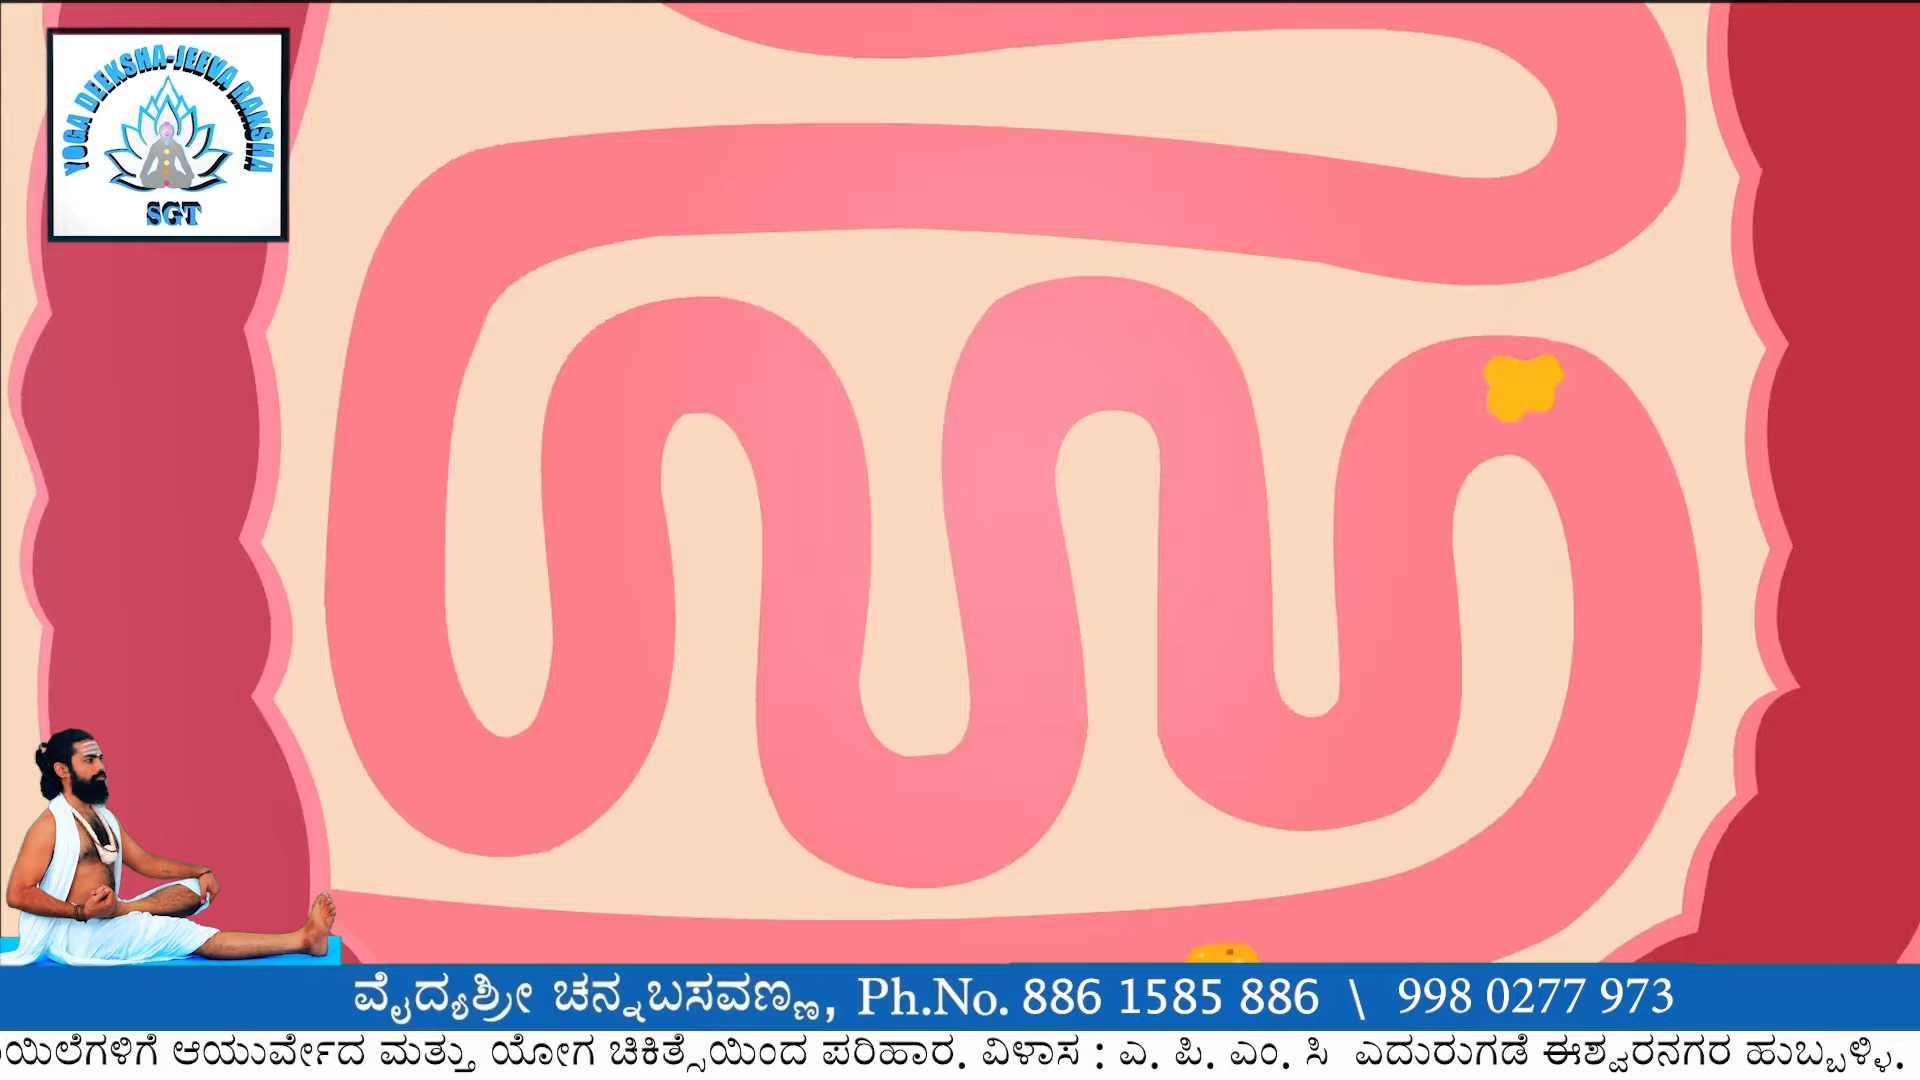 YOGA DEEKSHA-JEEVA RAKSHA
SGT
ವೈದ್ಯಶ್ರೀ ಚನ್ನಬಸವಣ್ಣ, Ph.No. 886 1585 886 \ 998 0277 973
ಯಿಲೆಗಳಿಗೆ ಆಯುರ್ವೇದ ಮತ್ತು ಯೋಗ ಚಿಕಿತ್ಸೆಯಿಂದ ಪರಿಹಾರ. ವಿಳಾಸ : ಎ. ಪಿ. ಎಂ. ಸಿ ಎದುರುಗಡೆ ಈಶ್ವರನಗರ ಹುಬ್ಬಳ್ಳಿ.